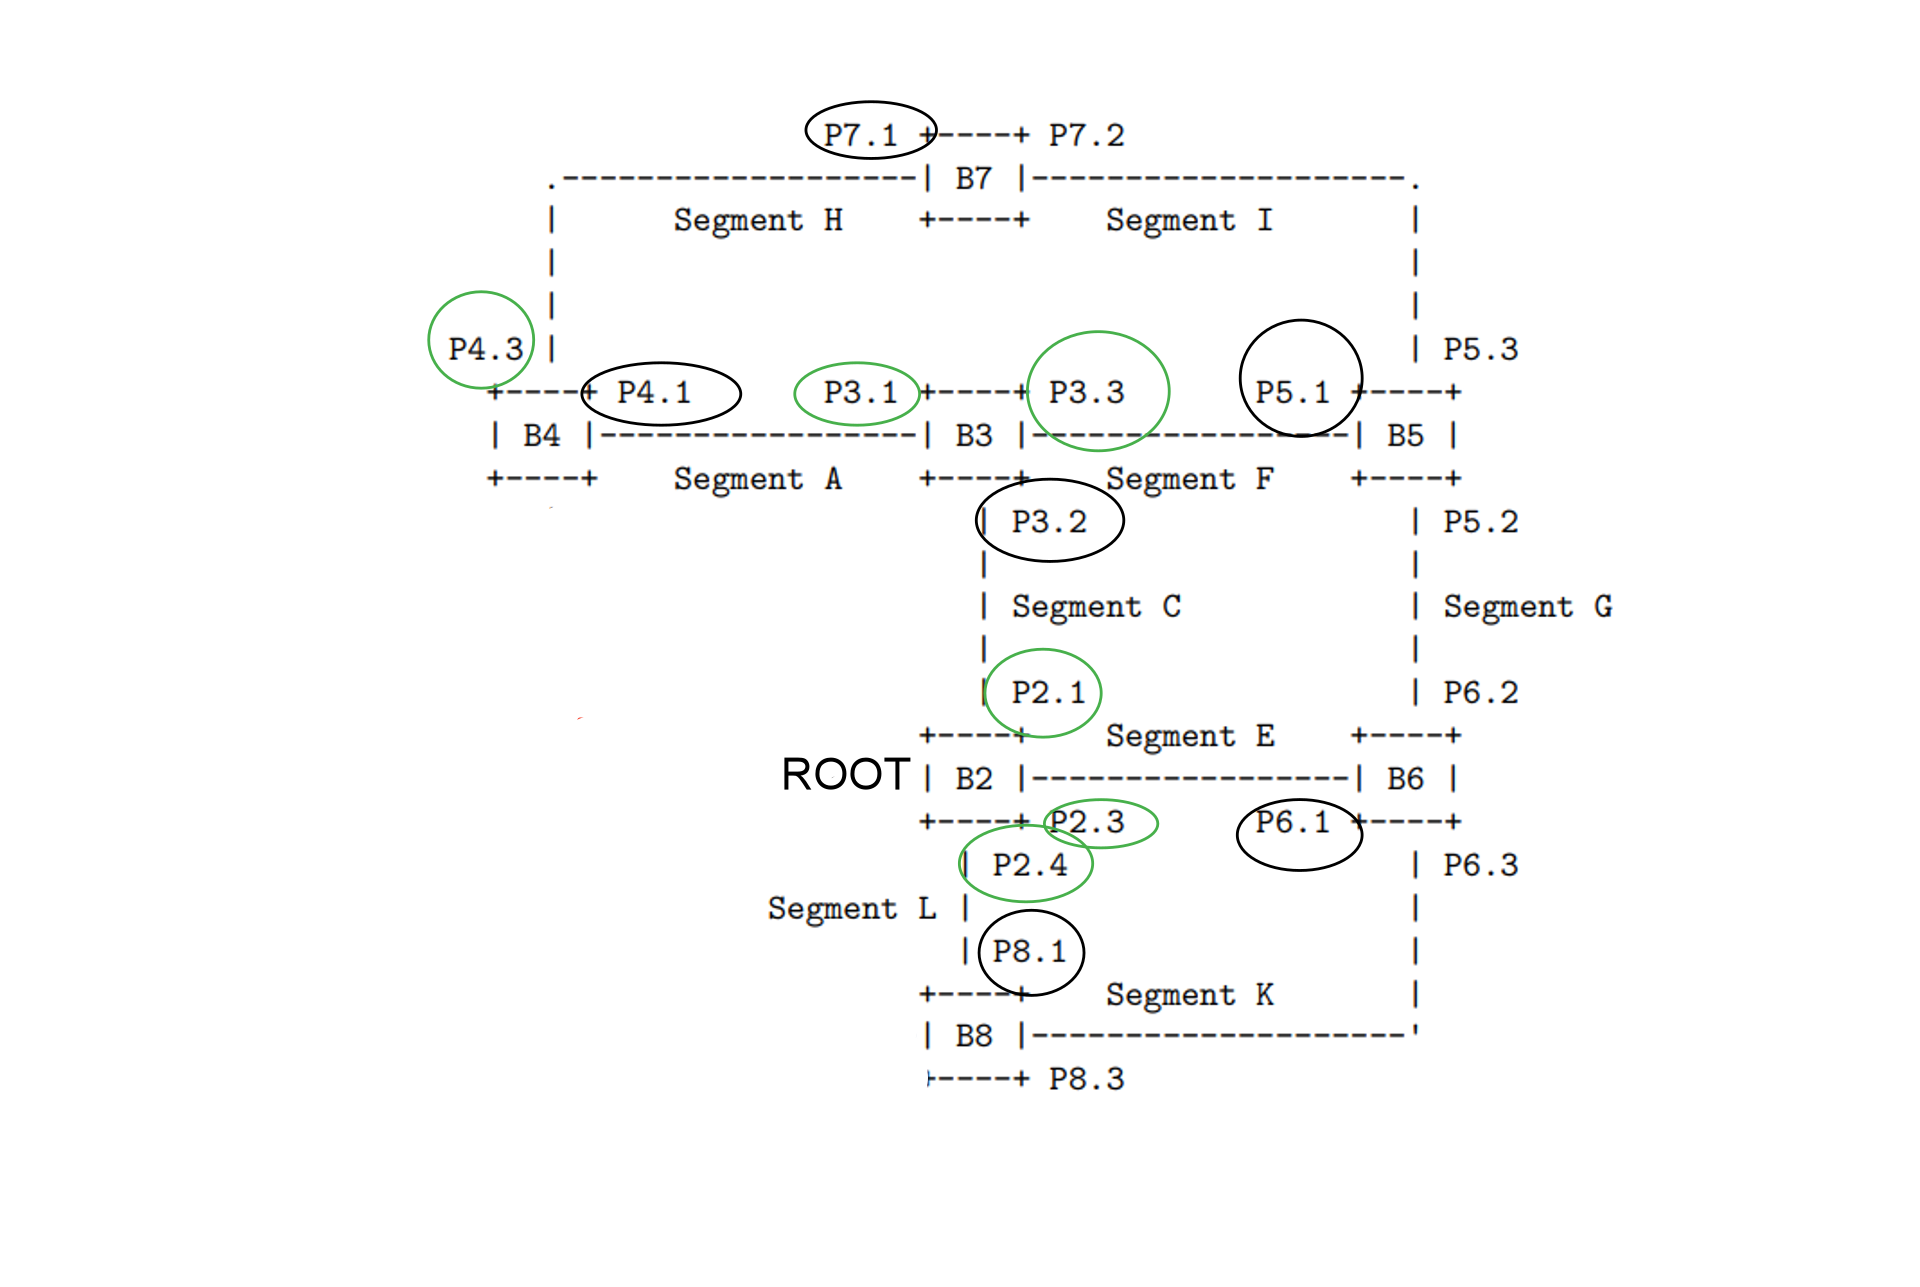 P7.1 +----+ P7.2
.-------------------| B7 |--------------------.
| Segment H +----+ Segment I |
| |
| |
P4.3 | | P5.3
+----+ P4.1 P3.1 +----+ P3.3 P5.1 +----+
| B4 |-----------------| B3 |-----------------| B5 |
+----+ Segment A +----+ Segment F +----+
| P3.2 | P5.2
| |
| Segment C | Segment G
| |
| P2.1 | P6.2
+----+ Segment E +----+
ROOT | B2 |-----------------| B6 |
+----+ P2.3 P6.1 +----+
| P2.4 | P6.3
Segment L | |
| P8.1 |
+----+ Segment K |
| B8 |--------------------'
+----+ P8.3